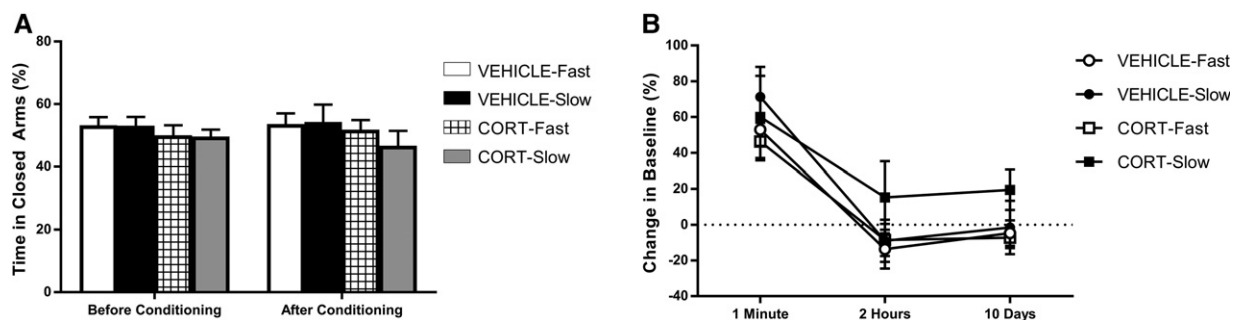 A
Time in Closed Arms (%)
80
60
40
20
0
Before Conditioning
After Conditioning
VEHICLE-Fast
VEHICLE-Slow
CORT-Fast
CORT-Slow
B
Change in Baseline (%)
100
80
60
40
20
0
-20
-40
1 Minute
2 Hours
10 Days
VEHICLE-Fast
VEHICLE-Slow
CORT-Fast
CORT-Slow